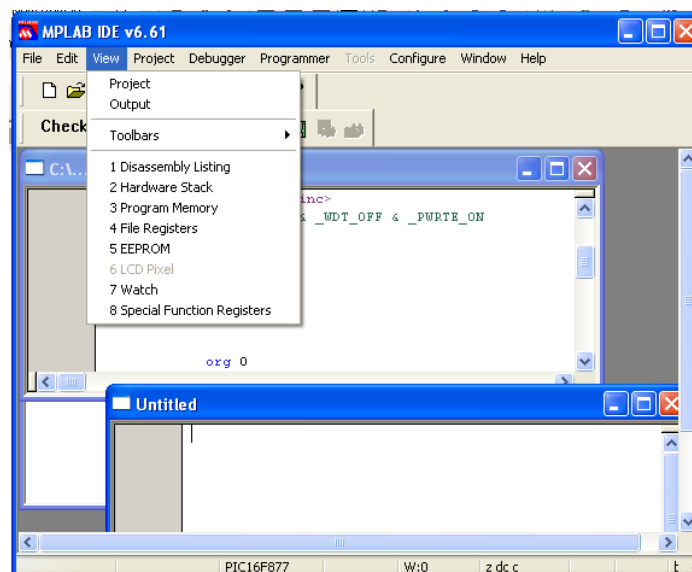 MPLAB IDE v6.61
File Edit View Project Debugger Programmer Tools Configure Window Help
Project
Output
Check
Toolbars
C:\...
1 Disassembly Listing
2 Hardware Stack
inc>
3 Program Memory
& _WDT_OFF & _PWRTE_ON
4 File Registers
5 EEPROM
6 LCD Pixel
7 Watch
8 Special Function Registers
org 0
Untitled
PIC16F877 W:0 z dc c